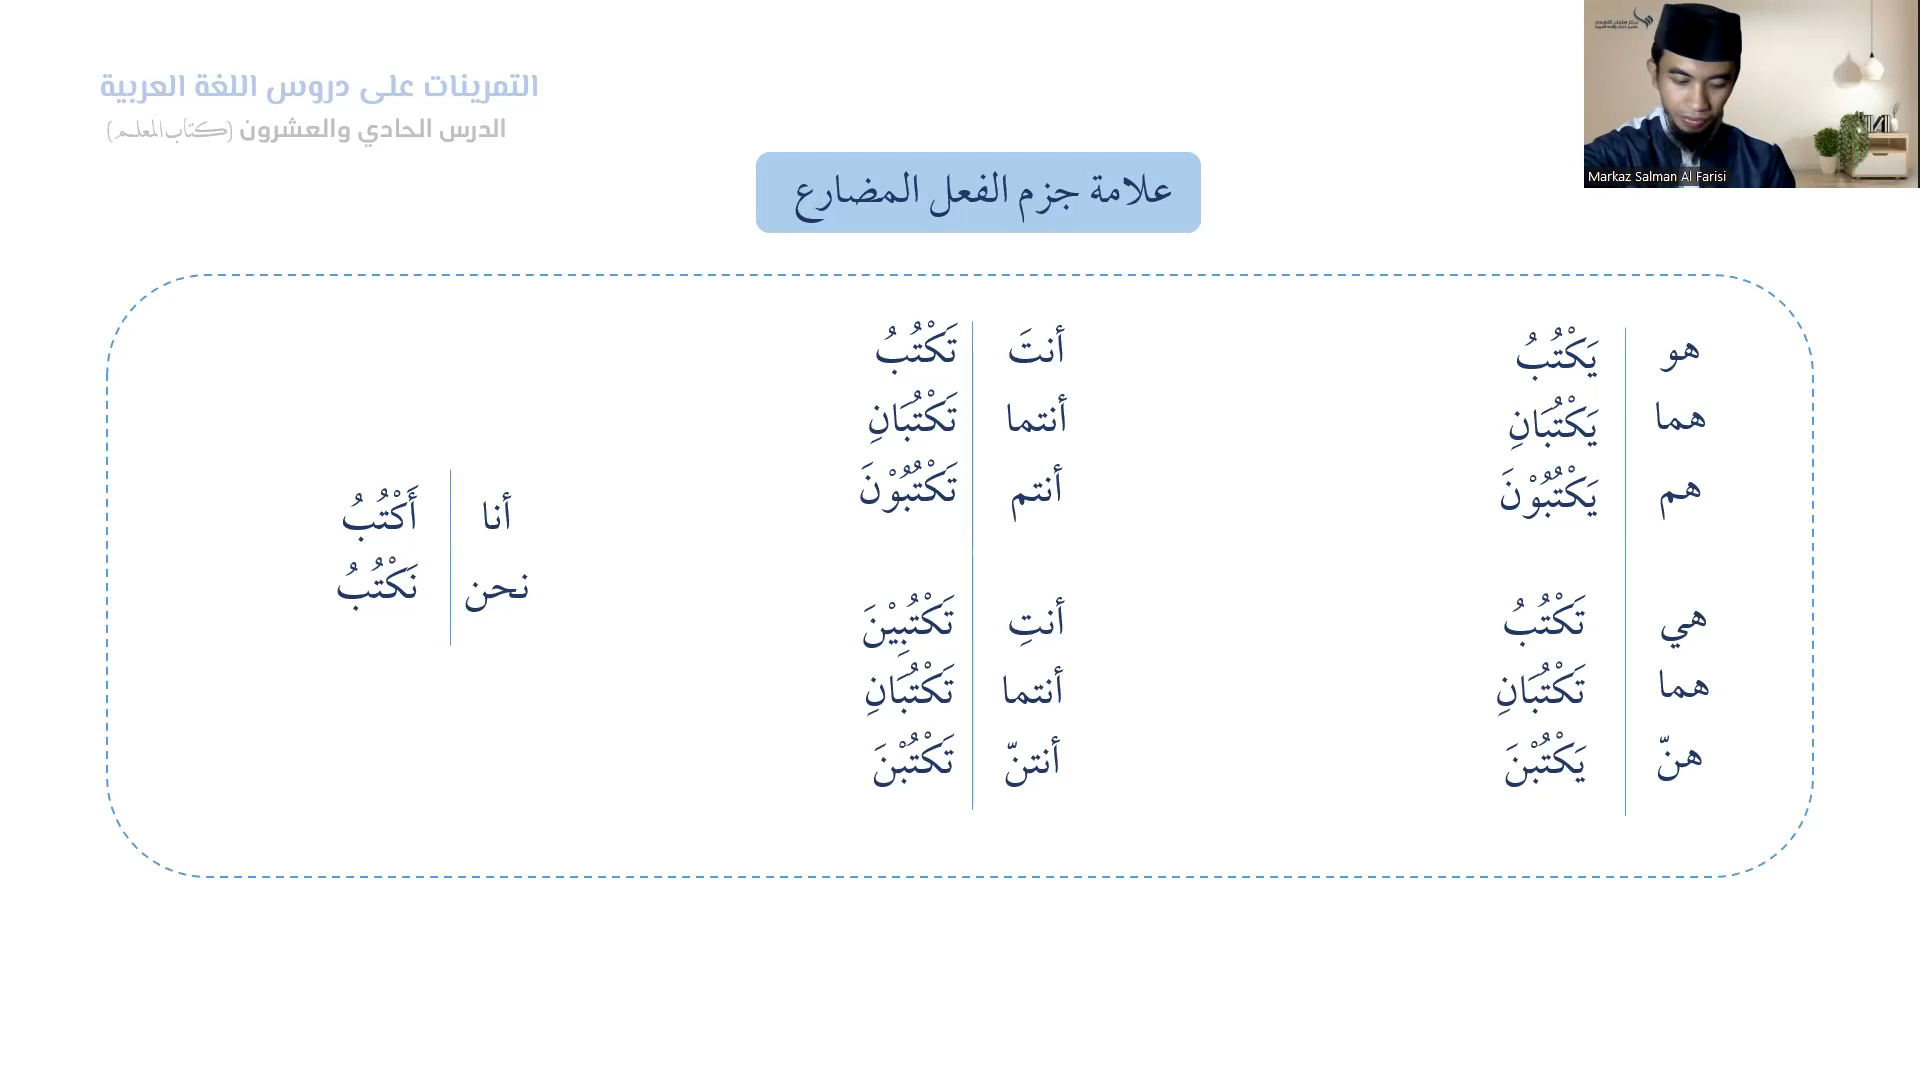 التمرينات على دروس اللغة العربية
الدرس الحادي والعشرون (كتاب المعلم)
علامة جزم الفعل المضارع
هو يَكْتُبُ
هما يَكْتُبَانِ
هم يَكْتُبُوْنَ
هي تَكْتُبُ
هما تَكْتُبَانِ
هنّ يَكْتُبْنَ
أنتَ تَكْتُبُ
أنتما تَكْتُبَانِ
أنتم تَكْتُبُوْنَ
أنتِ تَكْتُبِيْنَ
أنتما تَكْتُبَانِ
أنتنّ تَكْتُبْنَ
أنا أَكْتُبُ
نحن نَكْتُبُ
Markaz Salman Al Farisi